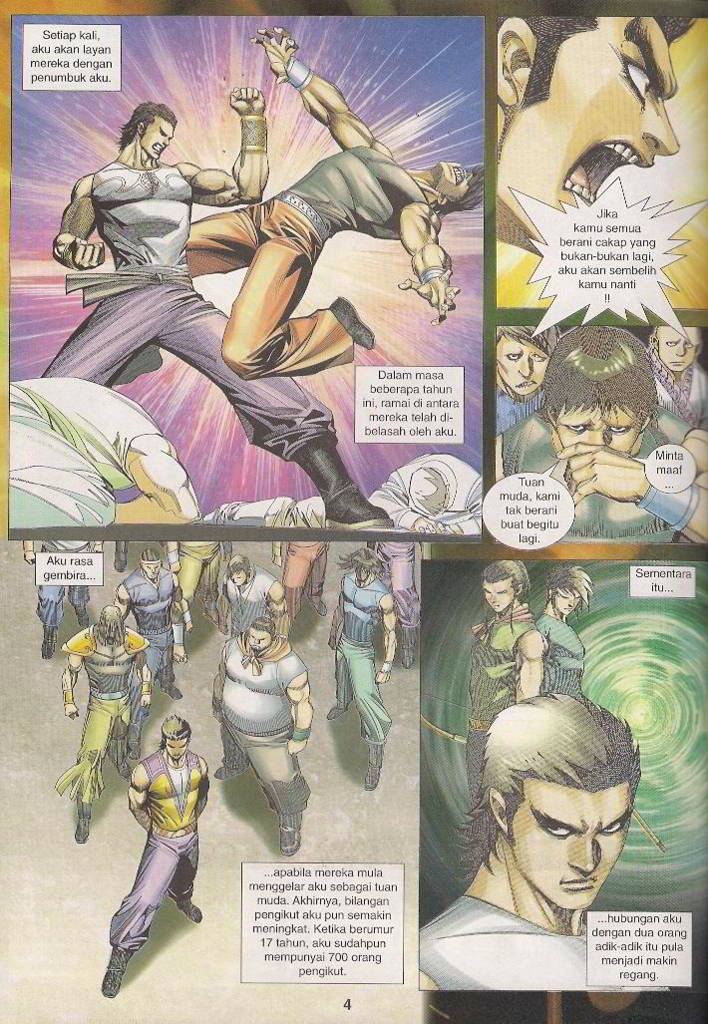 Setiap kali,
aku akan layan
mereka dengan
penumbuk aku.
Jika
kamu semua
berani cakap yang
bukan-bukan lagi,
aku akan sembelih
kamu nanti
!!
Dalam masa
beberapa tahun
ini, ramai di antara
mereka telah di-
belasah oleh aku.
Minta
maaf
...
Tuan
muda, kami
tak berani
buat begitu
lagi.
Aku rasa
gembira...
...apabila mereka mula
menggelar aku sebagai tuan
muda. Akhirnya, bilangan
pengikut aku pun semakin
meningkat. Ketika berumur
17 tahun, aku sudahpun
mempunyai 700 orang
pengikut.
Sementara
itu...
...hubungan aku
dengan dua orang
adik-adik itu pula
menjadi makin
regang.
4